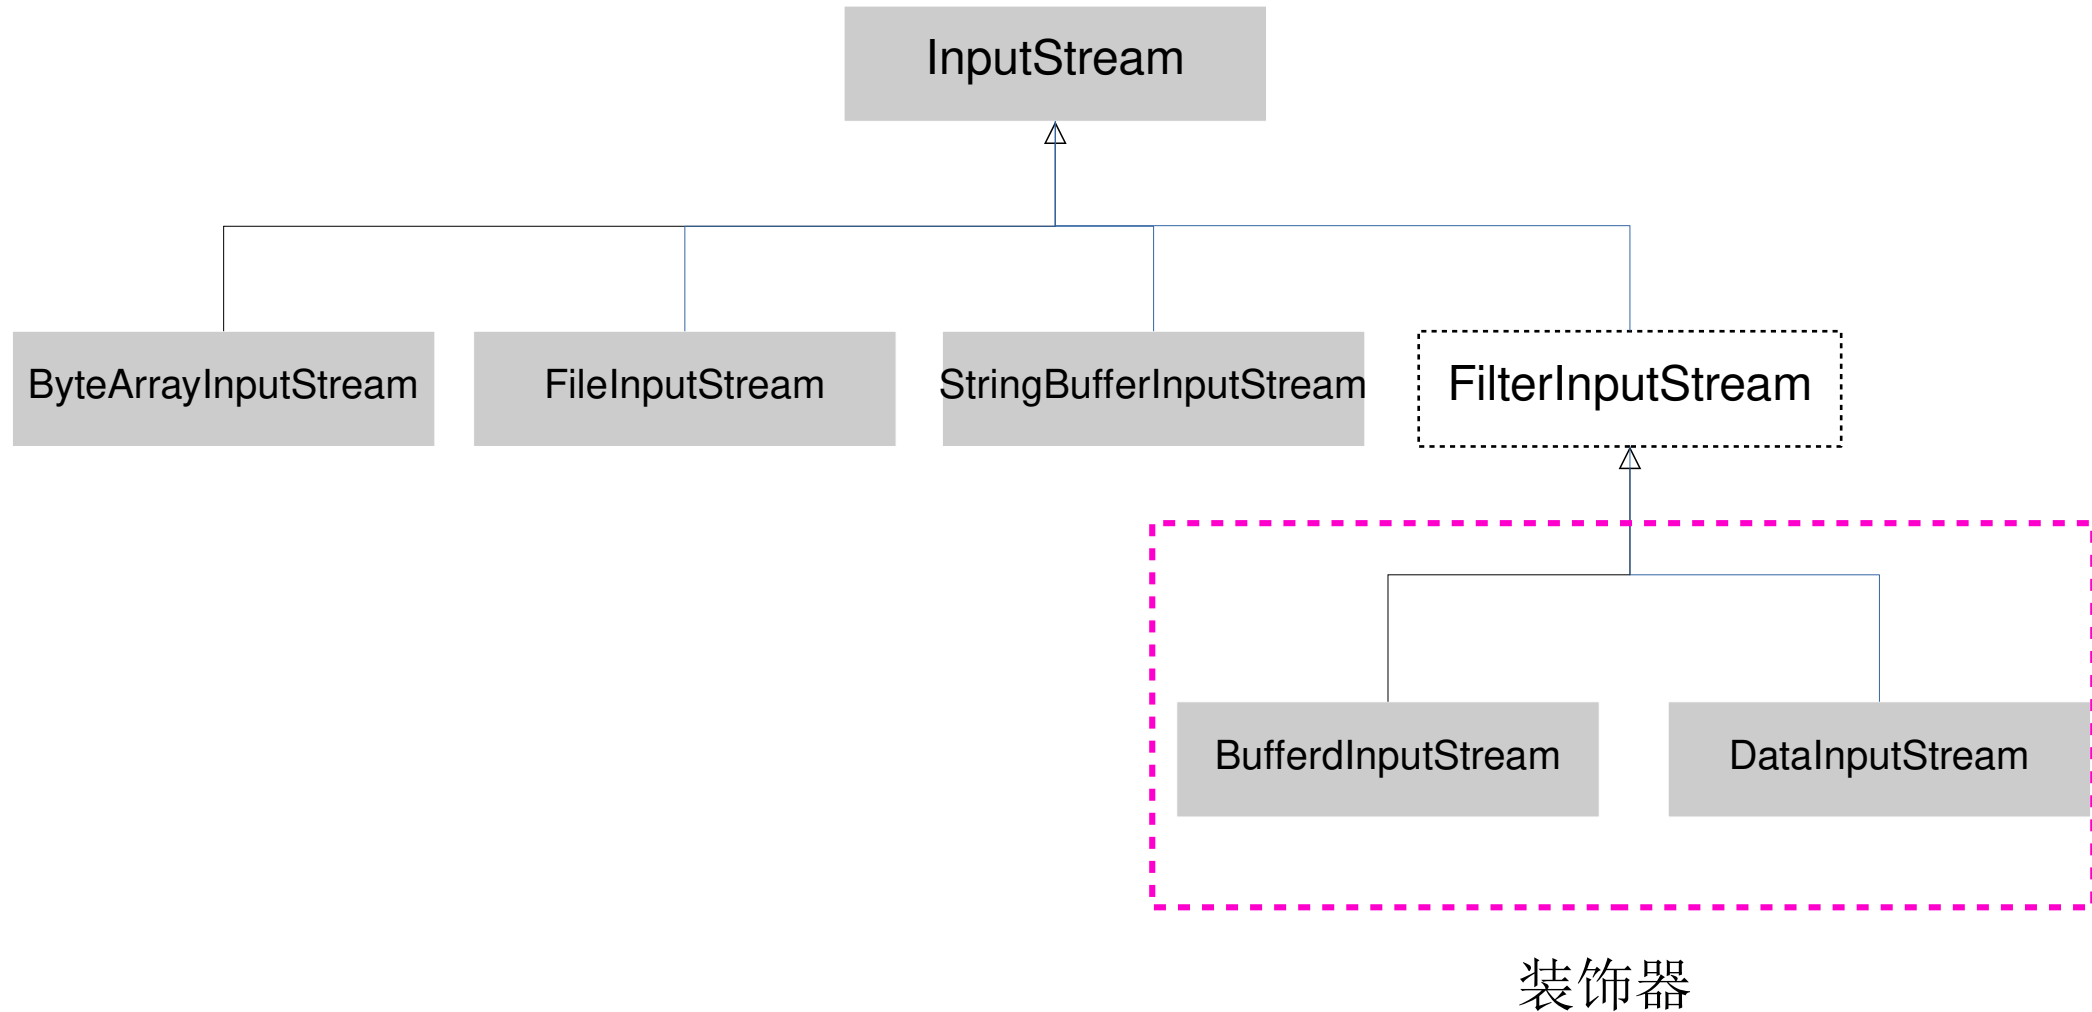 InputStream
ByteArrayInputStream
FileInputStream
StringBufferInputStream
FilterInputStream
BufferdInputStream
DataInputStream
装饰器